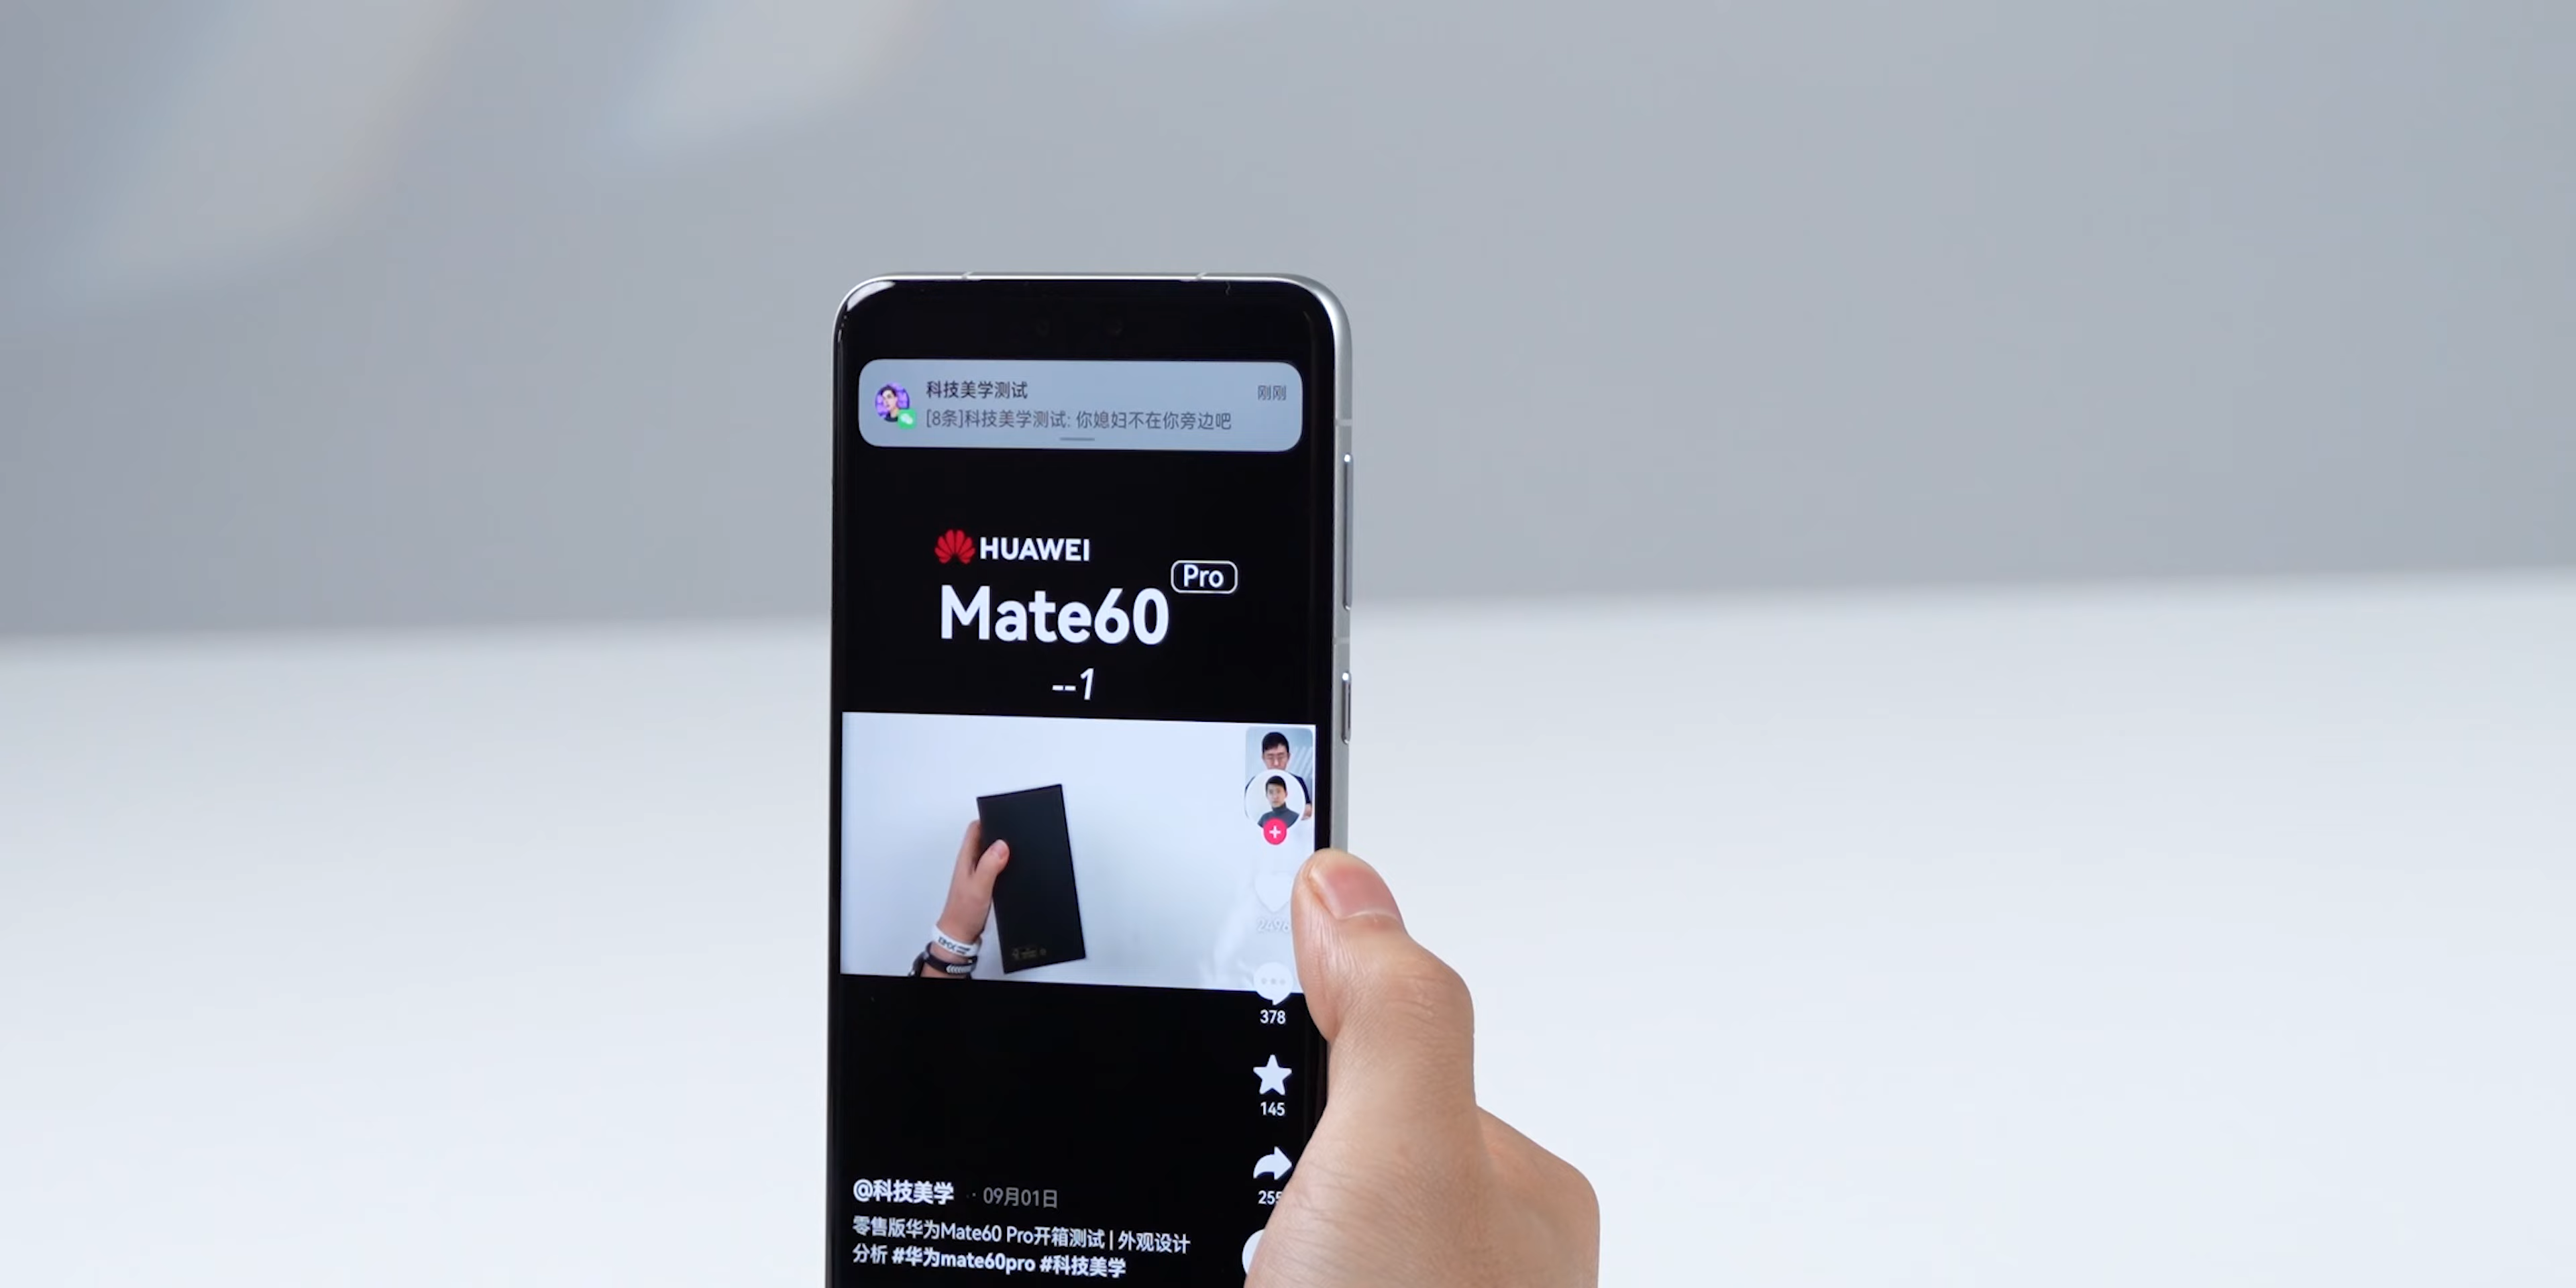 科技美学测试
刚刚
[8条]科技美学测试: 你媳妇不在你旁边吧
HUAWEI
Mate60 Pro
--1
378
145
@科技美学 · 09月01日
零售版华为Mate60 Pro开箱测试 | 外观设计
分析 #华为mate60pro #科技美学